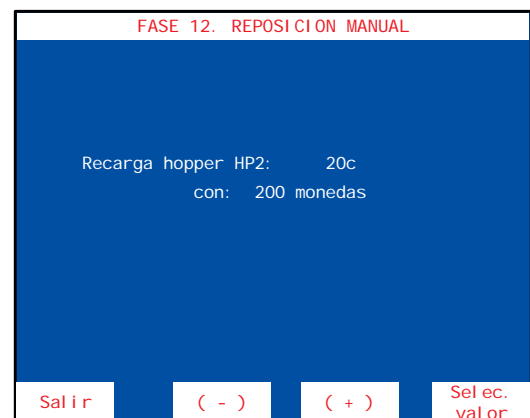 FASE 12. REPOSICION MANUAL
Recarga hopper HP2: 20c
con: 200 monedas
Salir ( - ) ( + ) Selec.
valor